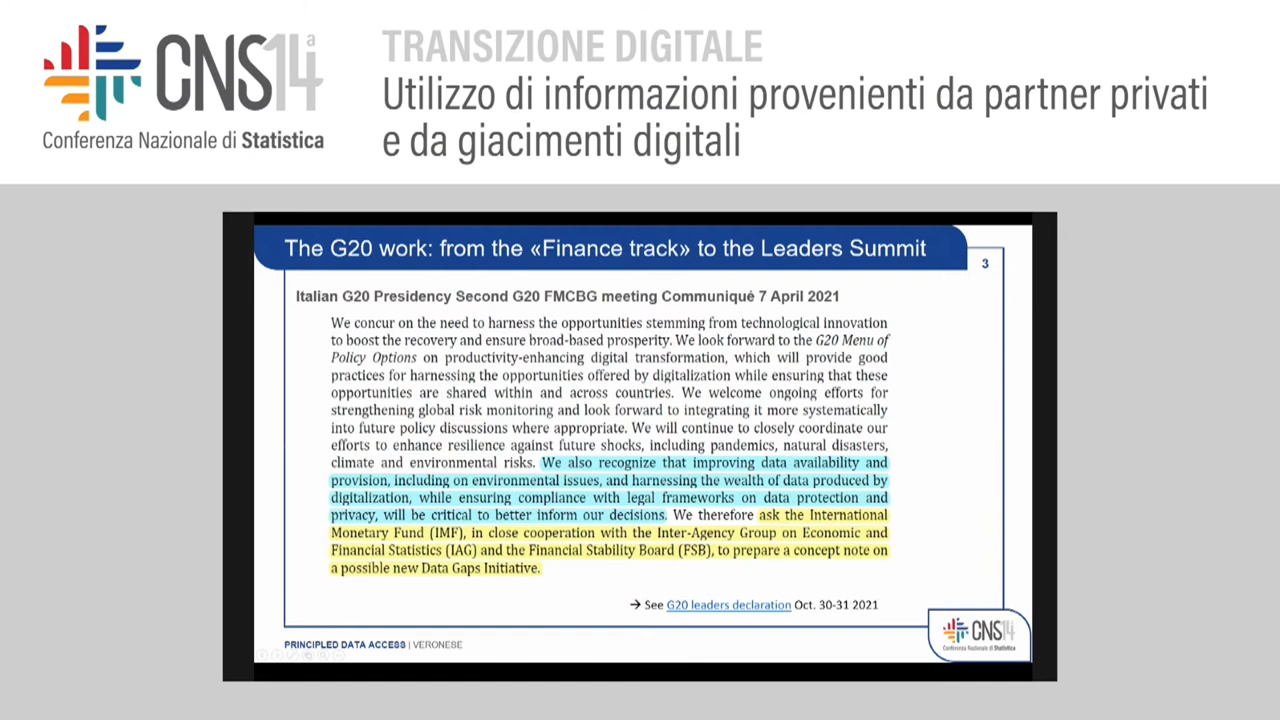 CNS14a
Conferenza Nazionale di Statistica
TRANSIZIONE DIGITALE
Utilizzo di informazioni provenienti da partner privati
e da giacimenti digitali
The G20 work: from the «Finance track» to the Leaders Summit
3
Italian G20 Presidency Second G20 FMCBG meeting Communiqué 7 April 2021
We concur on the need to harness the opportunities stemming from technological innovation
to boost the recovery and ensure broad-based prosperity. We look forward to the G20 Menu of
Policy Options on productivity-enhancing digital transformation, which will provide good
practices for harnessing the opportunities offered by digitalization while ensuring that these
opportunities are shared within and across countries. We welcome ongoing efforts for
strengthening global risk monitoring and look forward to integrating it more systematically
into future policy discussions where appropriate. We will continue to closely coordinate our
efforts to enhance resilience against future shocks, including pandemics, natural disasters,
climate and environmental risks. We also recognize that improving data availability and
provision, including on environmental issues, and harnessing the wealth of data produced by
digitalization, while ensuring compliance with legal frameworks on data protection and
privacy, will be critical to better inform our decisions. We therefore ask the International
Monetary Fund (IMF), in close cooperation with the Inter-Agency Group on Economic and
Financial Statistics (IAG) and the Financial Stability Board (FSB), to prepare a concept note on
a possible new Data Gaps Initiative.
→ See G20 leaders declaration Oct. 30-31 2021
PRINCIPLED DATA ACCESS | VERONESE
CNS14
Conferenza Nazionale di Statistica